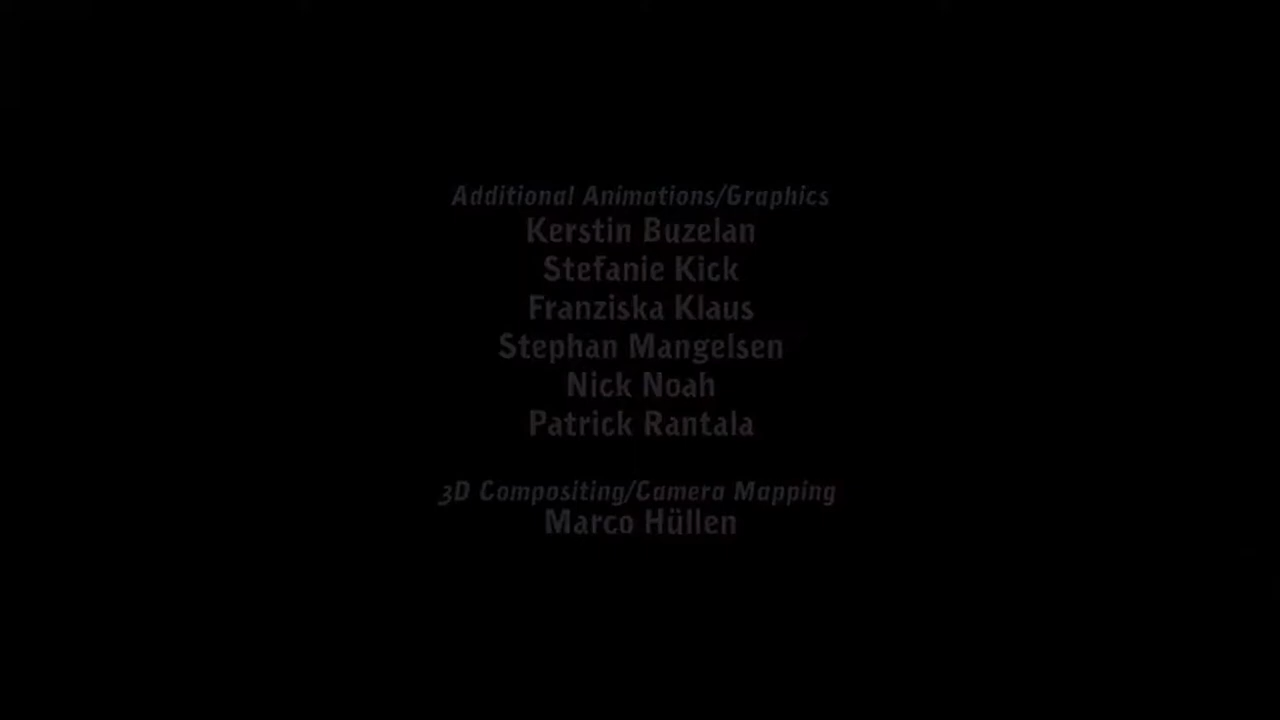 Additional Animations/Graphics
Kerstin Buzelan
Stefanie Kick
Franziska Klaus
Stephan Mangelsen
Nick Noah
Patrick Rantala
3D Compositing/Camera Mapping
Marco Hüllen